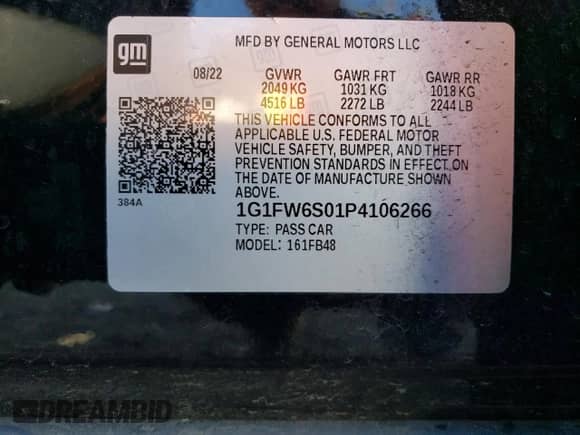 gm
MFD BY GENERAL MOTORS LLC
08/22 GVWR GAWR FRT GAWR RR
2049 KG 1031 KG 1018 KG
4516 LB 2272 LB 2244 LB
THIS VEHICLE CONFORMS TO ALL
APPLICABLE U.S. FEDERAL MOTOR
VEHICLE SAFETY, BUMPER, AND THEFT
PREVENTION STANDARDS IN EFFECT ON
THE DATE OF MANUFACTURE SHOWN
ABOVE.
384A
1G1FW6S01P4106266
TYPE: PASS CAR
MODEL: 161FB48
DREAMBID